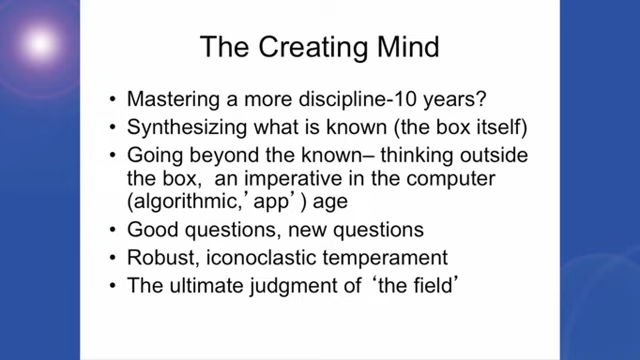 The Creating Mind
• Mastering a more discipline-10 years?
• Synthesizing what is known (the box itself)
• Going beyond the known– thinking outside
the box,  an imperative in the computer
(algorithmic,’ app’ ) age
• Good questions, new questions
• Robust, iconoclastic temperament
• The ultimate judgment of ‘the field’